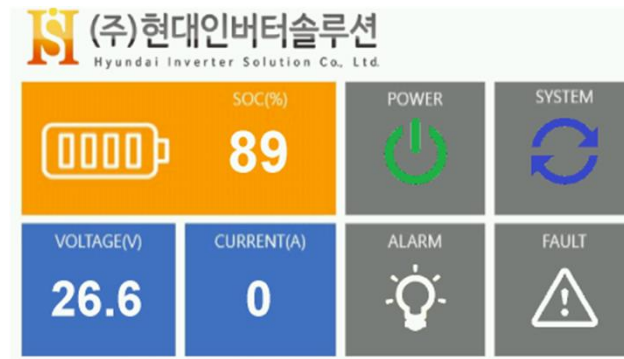 (주)현대인버터솔루션
Hyundai Inverter Solution Co., Ltd.
SOC(%)
89
POWER
SYSTEM
VOLTAGE(V)
26.6
CURRENT(A)
0
ALARM
FAULT